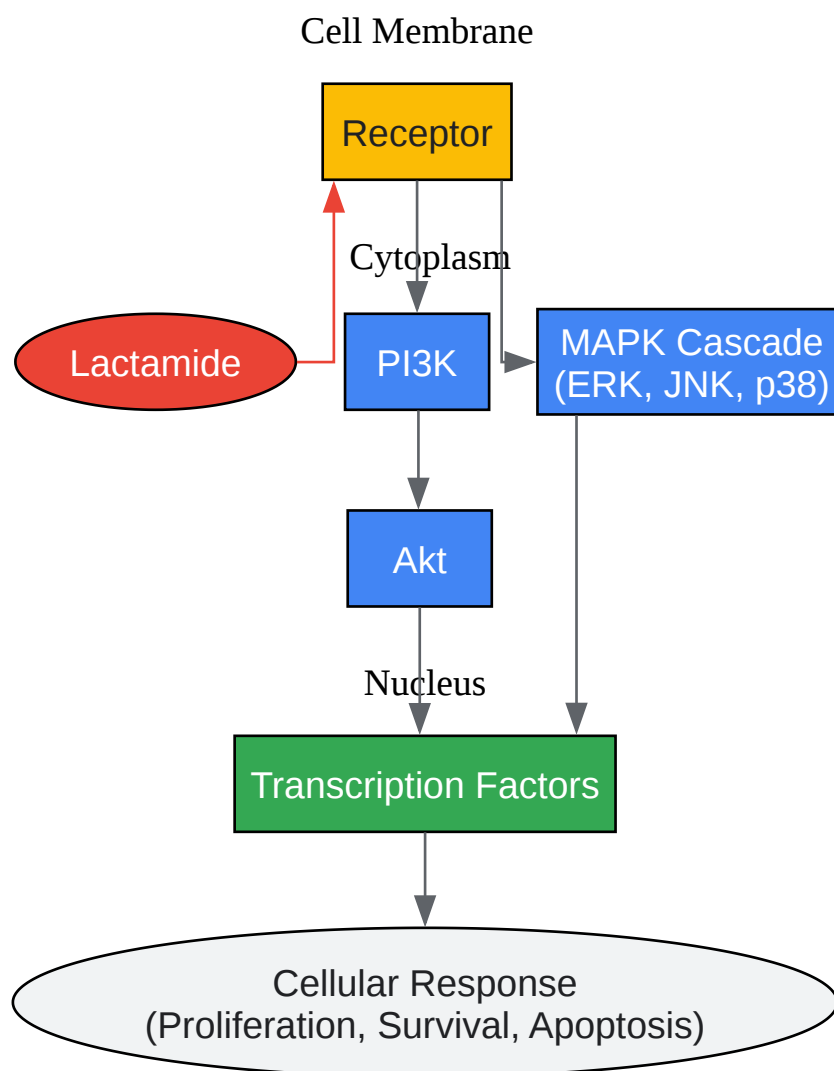 Cell Membrane
Receptor
Cytoplasm
Lactamide
PI3K
MAPK Cascade
(ERK, JNK, p38)
Akt
Nucleus
Transcription Factors
Cellular Response
(Proliferation, Survival, Apoptosis)